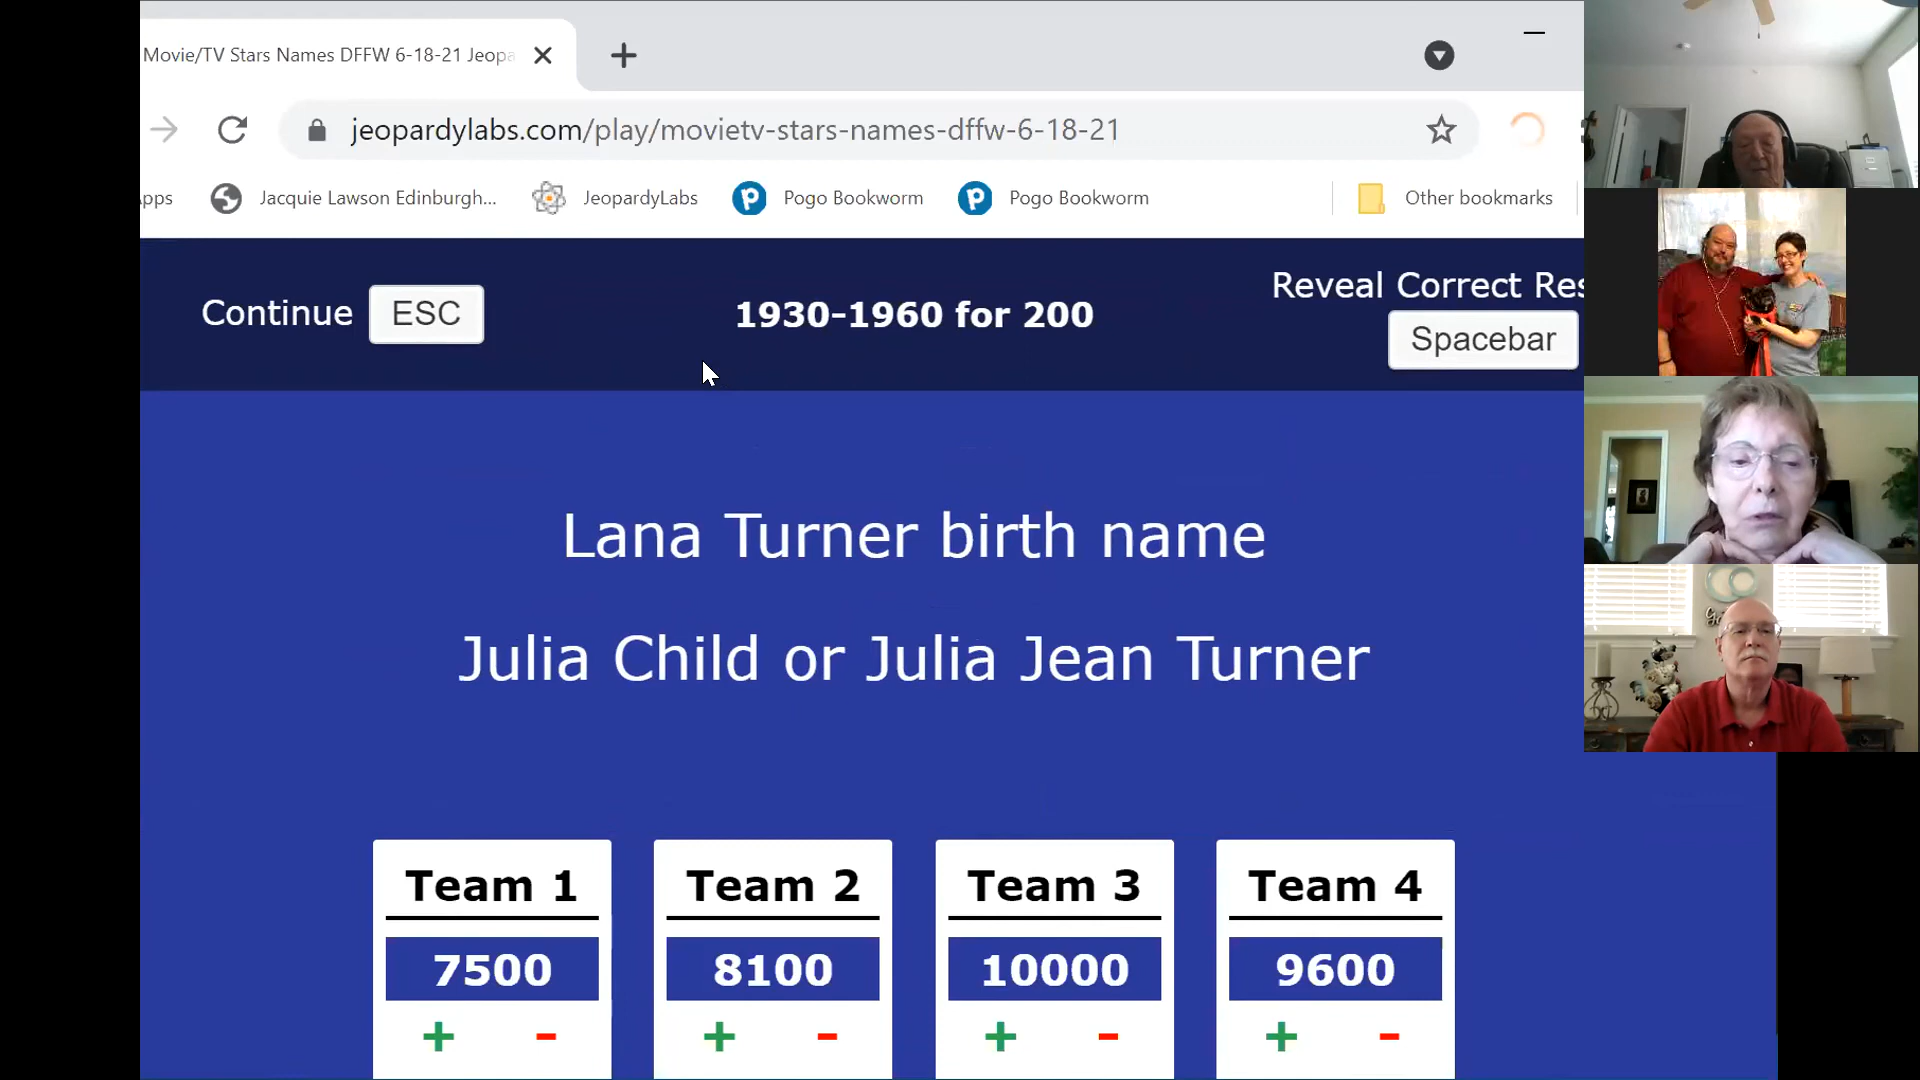 Movie/TV Stars Names DFFW 6-18-21 Jeopa
jeopardylabs.com/play/movietv-stars-names-dffw-6-18-21
pps
Jacquie Lawson Edinburgh...
JeopardyLabs
Pogo Bookworm
Pogo Bookworm
Other bookmarks
Continue ESC
1930-1960 for 200
Reveal Correct Res
Spacebar
Lana Turner birth name
Julia Child or Julia Jean Turner
Team 1
Team 2
Team 3
Team 4
7500
8100
10000
9600
+ -
+ -
+ -
+ -